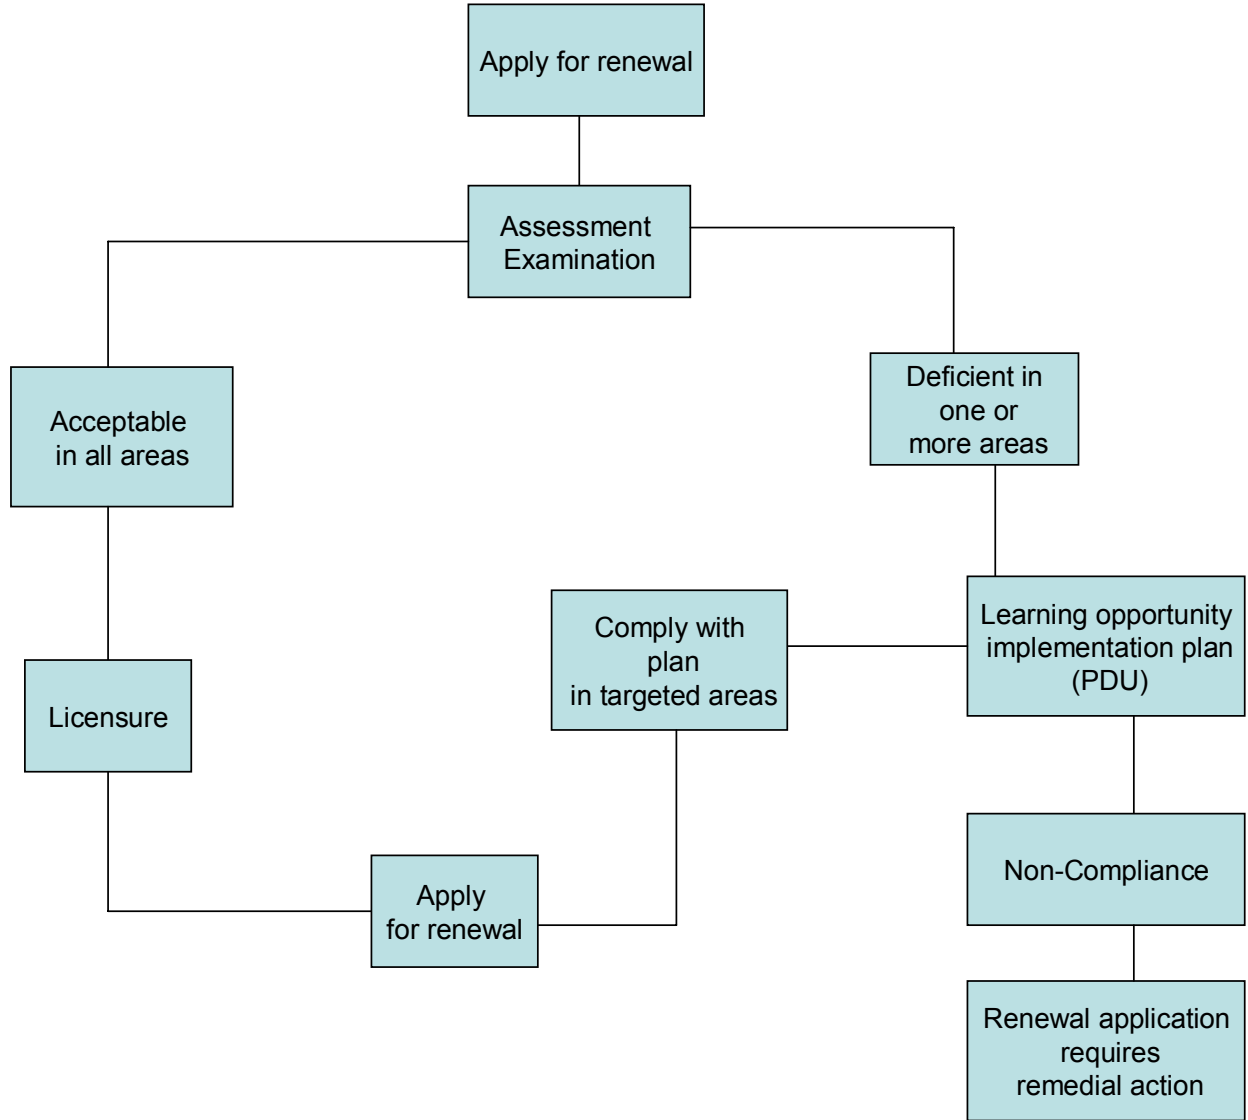 Apply for renewal
Assessment
Examination
Acceptable
in all areas
Deficient in
one or
more areas
Comply with
plan
in targeted areas
Learning opportunity
implementation plan
(PDU)
Licensure
Non-Compliance
Apply
for renewal
Renewal application
requires
remedial action